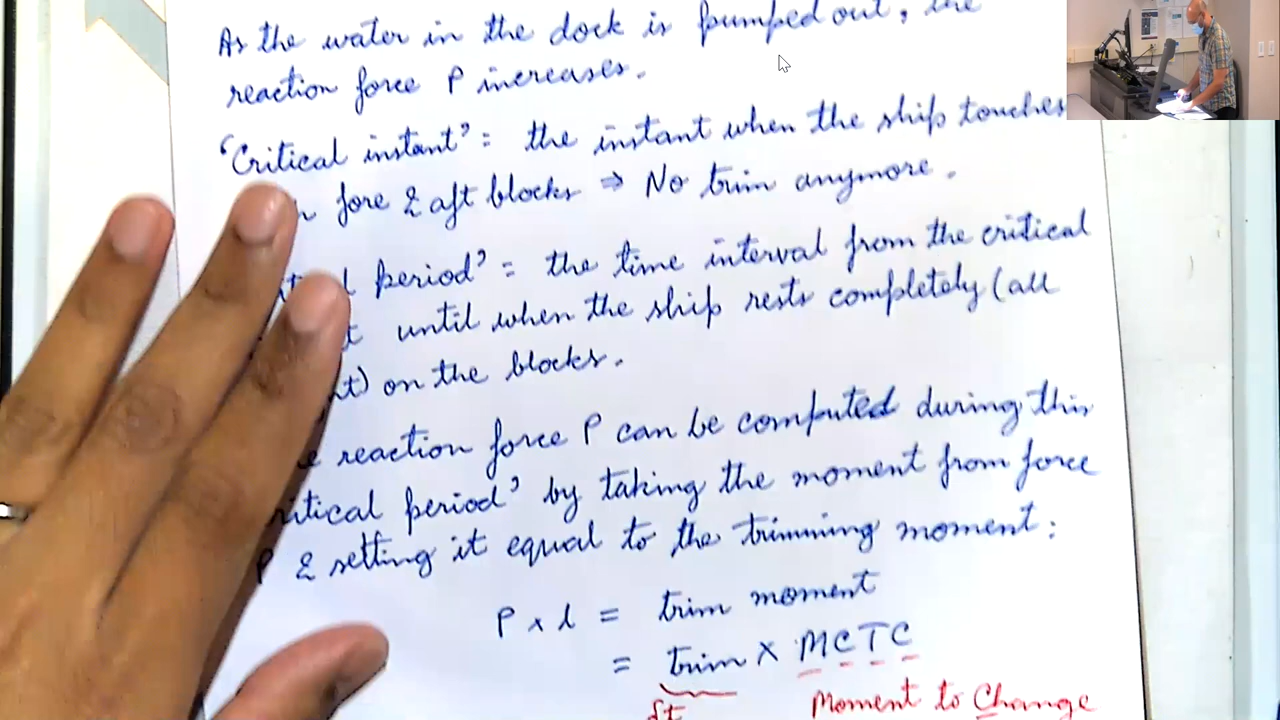 As the water in the dock is pumped out, the
reaction force P increases.
'Critical instant' = the instant when the ship touches
fore & aft blocks ⇒ No trim anymore.
period' = the time interval from the critical
until when the ship rests completely (all
on the blocks.
reaction force P can be computed during this
period' by taking the moment from force
P & setting it equal to the trimming moment:
P × l = trim moment
= trim × MCTC
δt Moment to Change